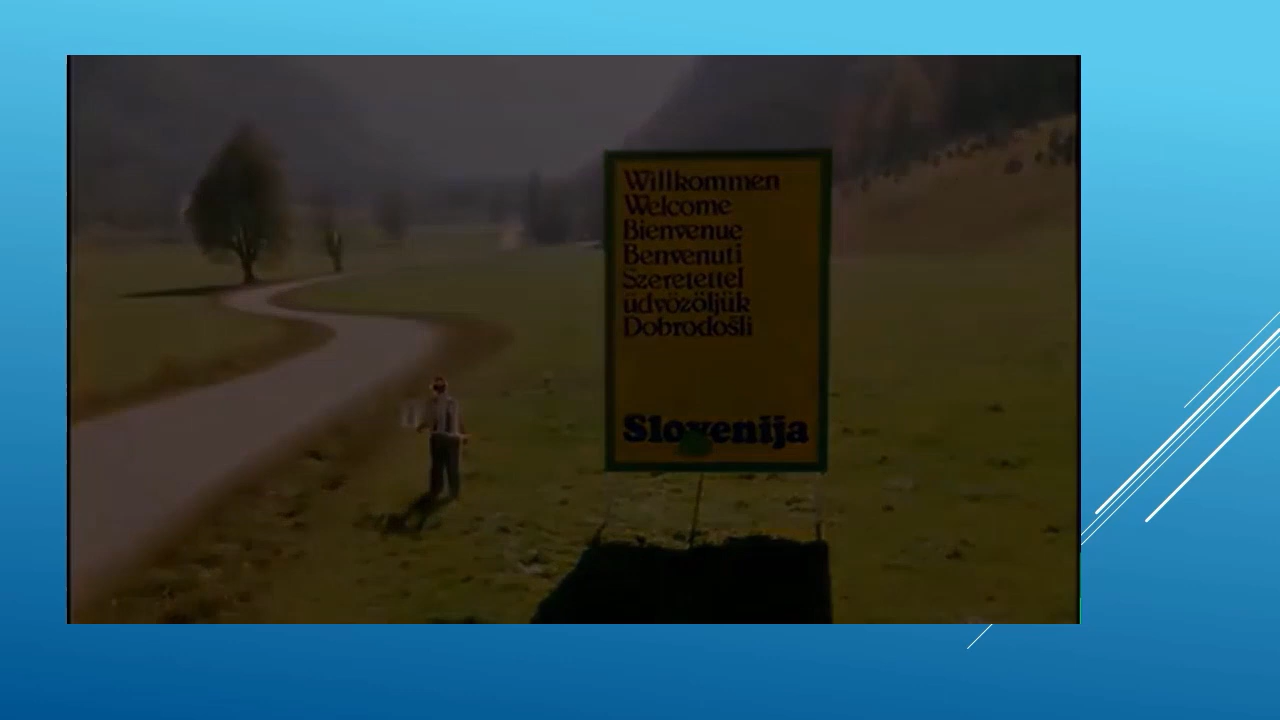 Willkommen
Welcome
Bienvenue
Benvenuti
Szeretettel
üdvözöljük
Dobrodošli
Slovenija